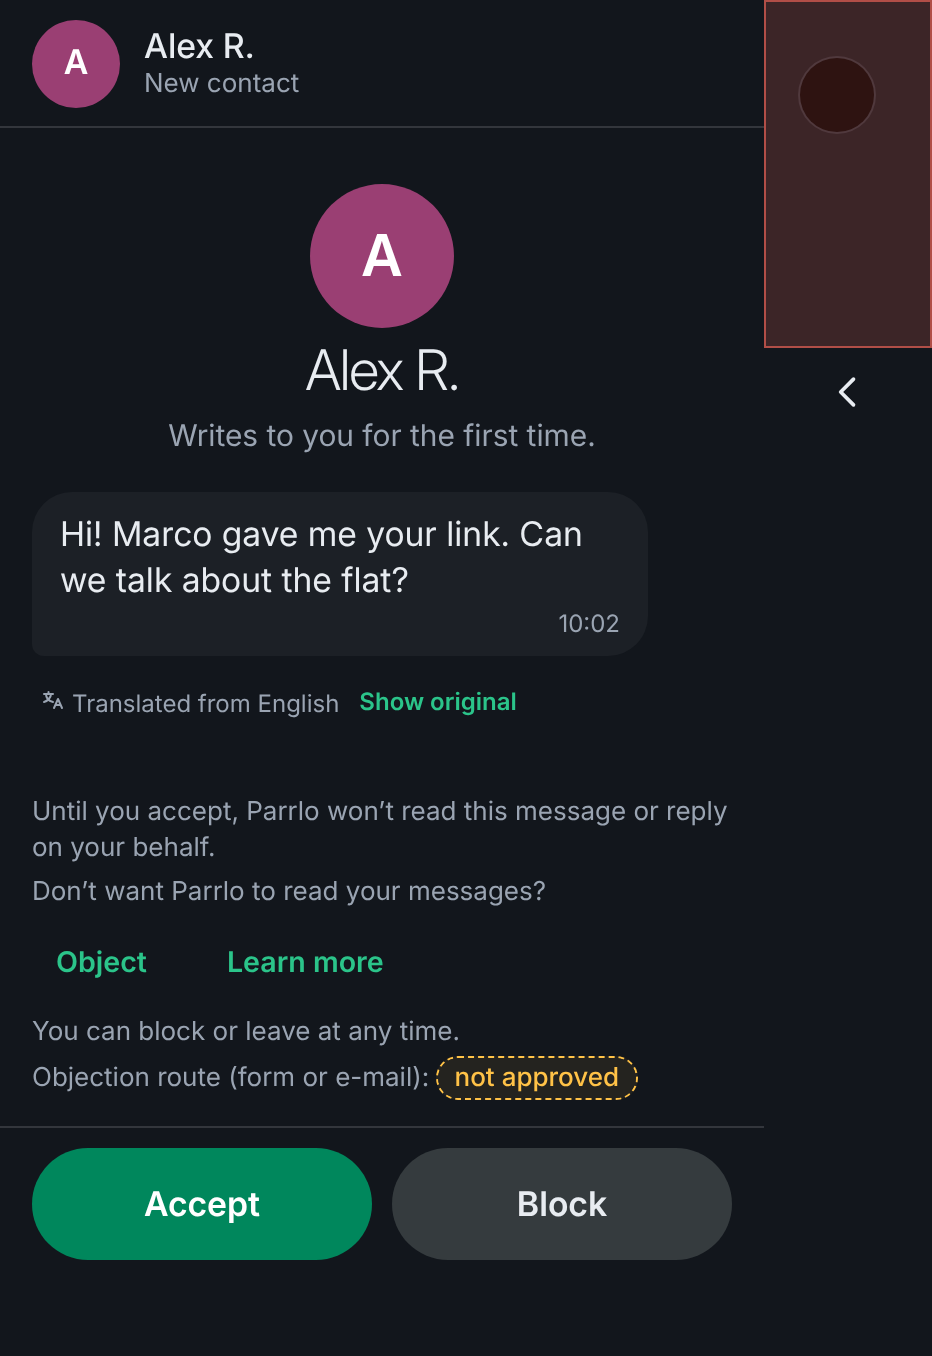 A
Alex R.
New contact
A
Alex R.
Writes to you for the first time.
Hi! Marco gave me your link. Can
we talk about the flat?
10:02
Translated from English Show original
Until you accept, Parrlo won’t read this message or reply
on your behalf.
Don’t want Parrlo to read your messages?
Object Learn more
You can block or leave at any time.
Objection route (form or e-mail): not approved
Accept Block